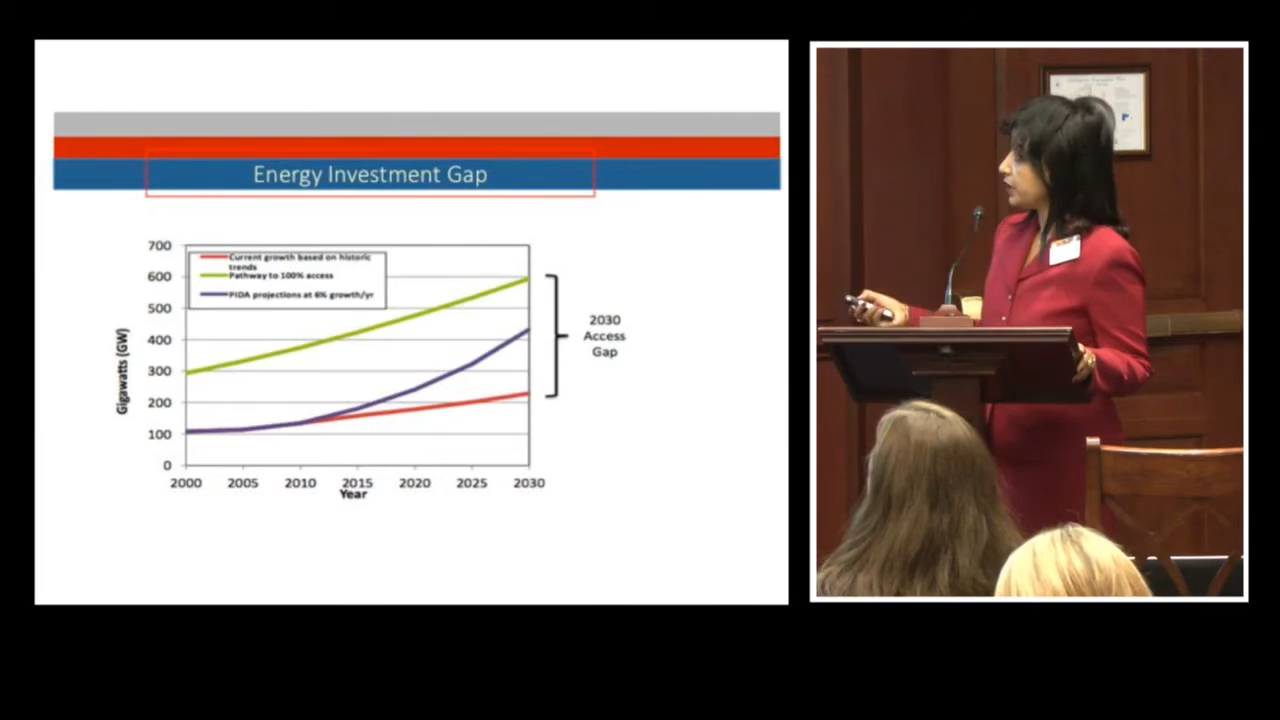 Energy Investment Gap
700
600
500
400
300
200
100
0
Gigawatts (GW)
Current growth based on historic
trends
Pathway to 100% access
PIDA projections at 6% growth/yr
2000 2005 2010 2015 2020 2025 2030
Year
2030
Access
Gap